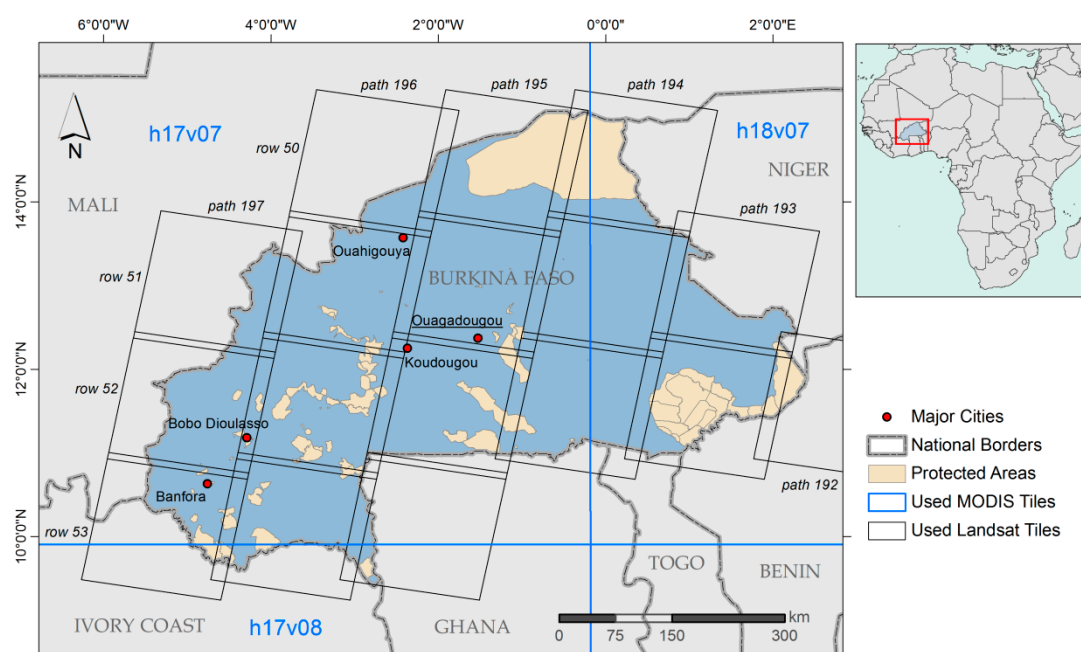 6°0'0"W
4°0'0"W
2°0'0"W
0°0'0"
2°0'0"E
14°0'0"N
12°0'0"N
10°0'0"N
N
h17v07
h18v07
h17v08
path 196
path 195
path 194
path 197
path 193
path 192
row 50
row 51
row 52
row 53
MALI
NIGER
BURKINA FASO
IVORY COAST
GHANA
TOGO
BENIN
Ouahigouya
Ouagadougou
Koudougou
Bobo Dioulasso
Banfora
km
0 75 150 300
Major Cities
National Borders
Protected Areas
Used MODIS Tiles
Used Landsat Tiles